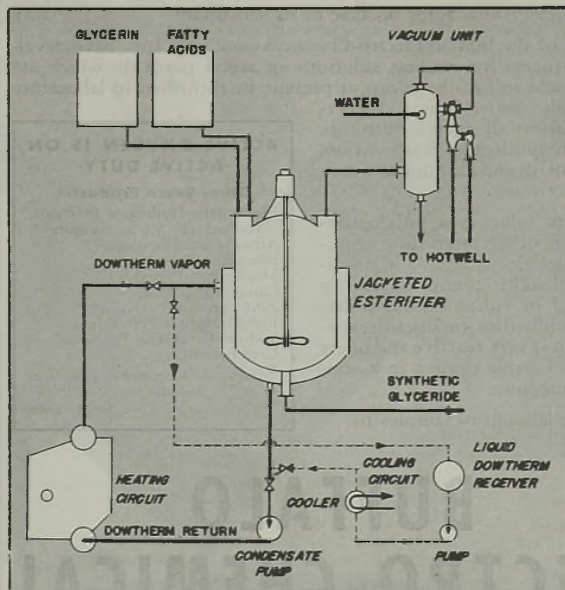 GLYCERIN
FATTY
ACIDS
VACUUM UNIT
WATER
TO HOTWELL
DOWTHERM VAPOR
JACKETED
ESTERIFIER
SYNTHETIC
GLYCERIDE
HEATING
CIRCUIT
COOLING
CIRCUIT
LIQUID
DOWTHERM
RECEIVER
COOLER
DOWTHERM RETURN
CONDENSATE
PUMP
PUMP